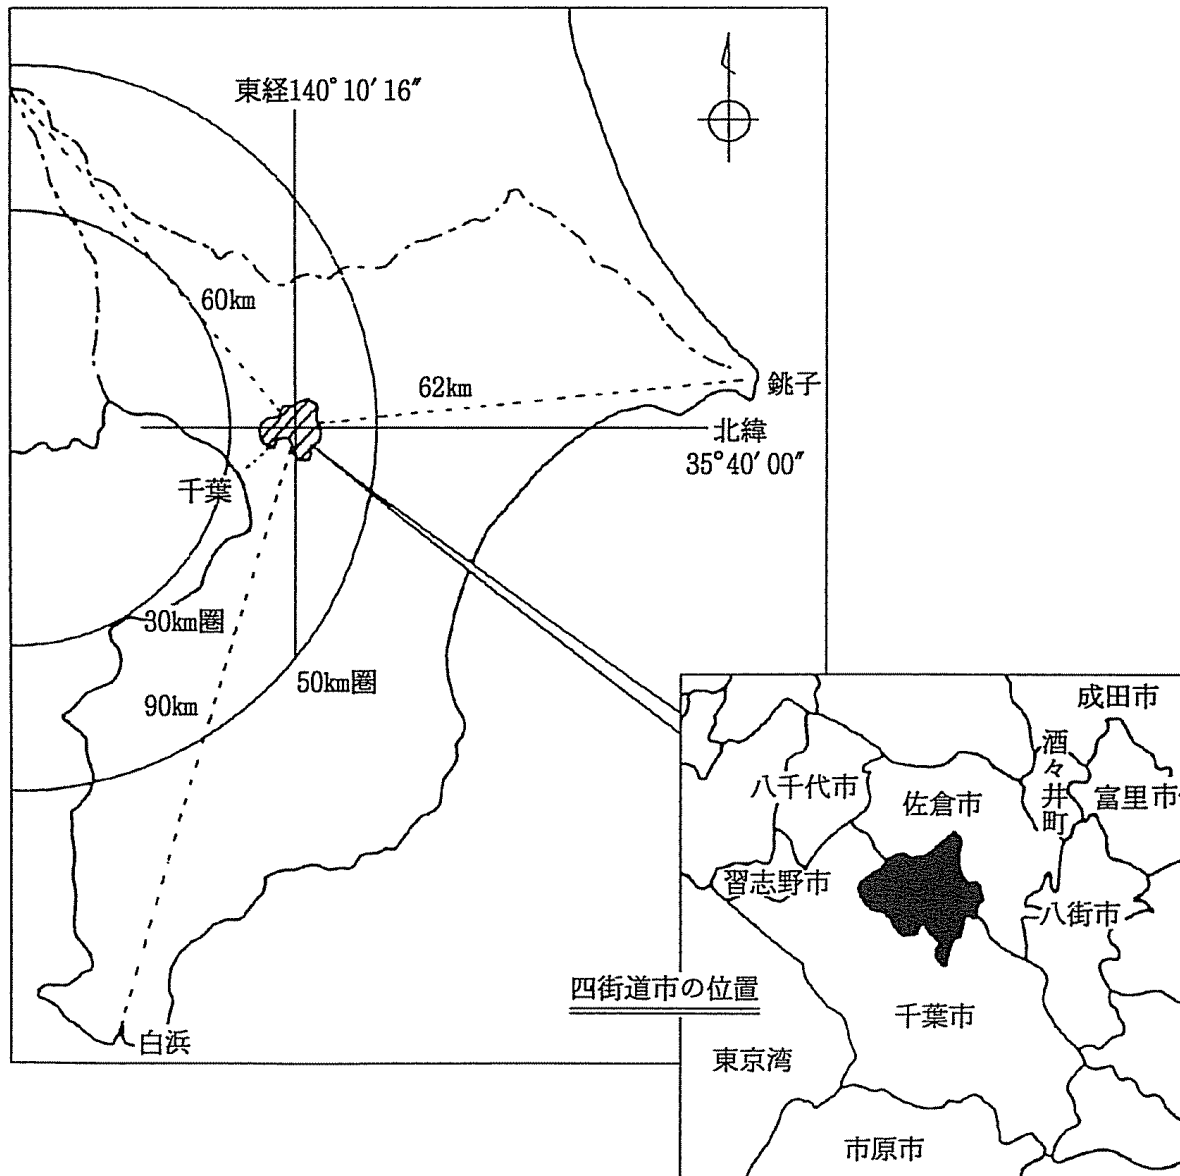 東経140°10′16″
60km
62km
銚子
北緯
35°40′00″
千葉
30km圏
50km圏
90km
白浜
四街道市の位置
成田市
酒々井町
八千代市
佐倉市
富里市
習志野市
八街市
千葉市
東京湾
市原市